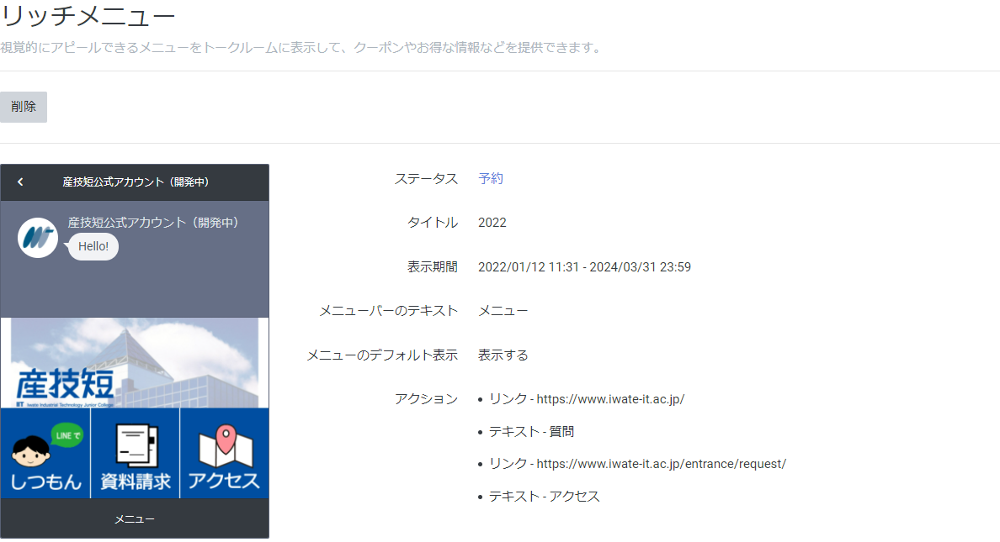 リッチメニュー
視覚的にアピールできるメニューをトークルームに表示して、クーポンやお得な情報などを提供できます。
削除
産技短公式アカウント（開発中）
産技短公式アカウント（開発中）
Hello!
産技短
IIT Iwate Industrial Technology Junior College
LINEで
しつもん
資料請求
アクセス
メニュー
ステータス 予約
タイトル 2022
表示期間 2022/01/12 11:31 - 2024/03/31 23:59
メニューバーのテキスト メニュー
メニューのデフォルト表示 表示する
アクション • リンク - https://www.iwate-it.ac.jp/
• テキスト - 質問
• リンク - https://www.iwate-it.ac.jp/entrance/request/
• テキスト - アクセス